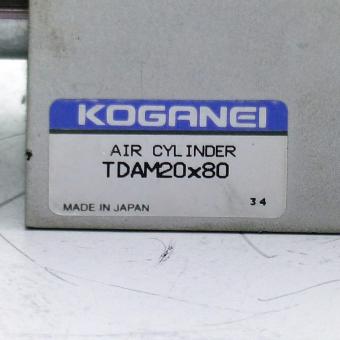 KOGANEI
AIR CYLINDER
TDAM20x80
34
MADE IN JAPAN